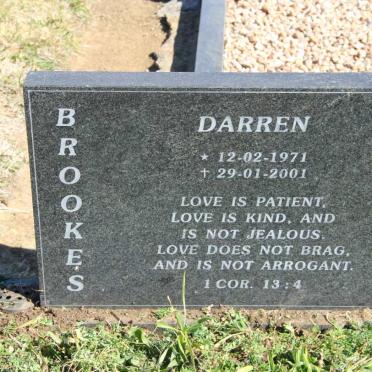 BROOKES
DARREN
★ 12-02-1971
✝ 29-01-2001
LOVE IS PATIENT,
LOVE IS KIND, AND
IS NOT JEALOUS.
LOVE DOES NOT BRAG,
AND IS NOT ARROGANT.
1 COR. 13:4